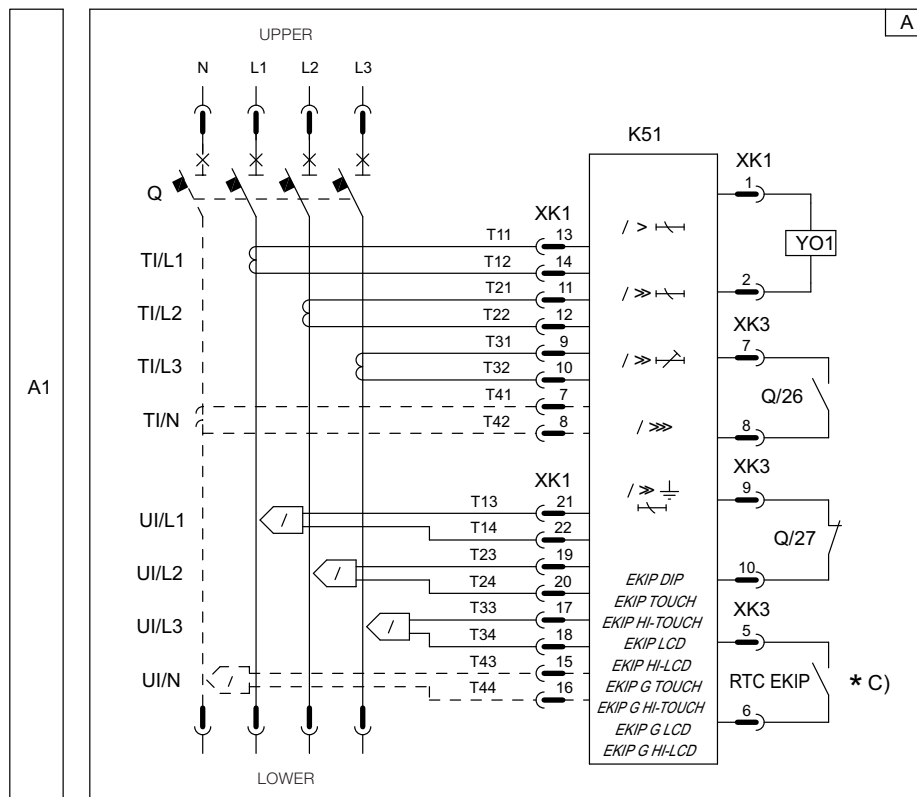 A
UPPER
N L1 L2 L3
K51
XK1
1
Q
XK1
T11 13
I > 
YO1
TI/L1
T12 14
T21 11
I >> 2
TI/L2
T22 12
XK3
T31 9
7
I >>
TI/L3
T32 10
A1
T41 7
Q/26
TI/N
T42 8
I >>> 8
XK3
XK1
I >> 9
T13 21
UI/L1
T14 22
Q/27
T23 19
UI/L2
10
T24 20
EKIP DIP
EKIP TOUCH
XK3
T33 17
EKIP HI-TOUCH
5
UI/L3
T34 18
EKIP LCD
T43 15
EKIP HI-LCD
UI/N
RTC EKIP * C)
T44 16
EKIP G TOUCH
EKIP G HI-TOUCH
6
EKIP G LCD
EKIP G HI-LCD
LOWER